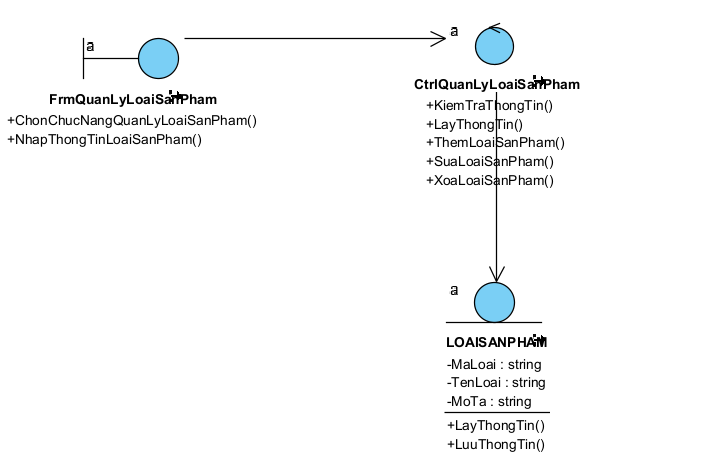 a
FrmQuanLyLoaiSanPham
+ChonChucNangQuanLyLoaiSanPham()
+NhapThongTinLoaiSanPham()
a
CtrlQuanLyLoaiSanPham
+KiemTraThongTin()
+LayThongTin()
+ThemLoaiSanPham()
+SuaLoaiSanPham()
+XoaLoaiSanPham()
a
LOAISANPHAM
-MaLoai : string
-TenLoai : string
-MoTa : string
+LayThongTin()
+LuuThongTin()